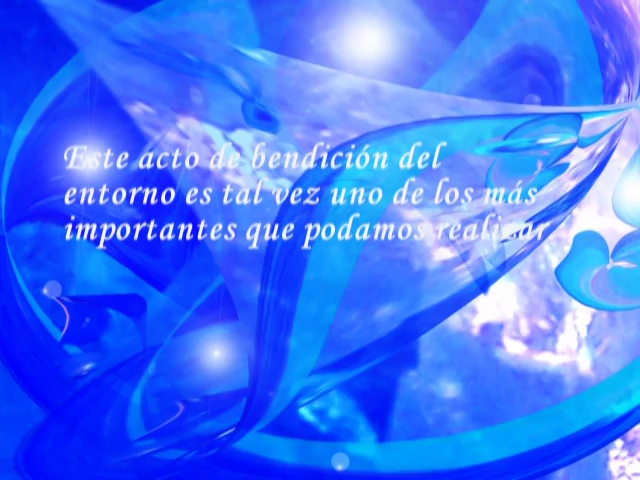 Este acto de bendición del
entorno es tal vez uno de los más
importantes que podamos realizar